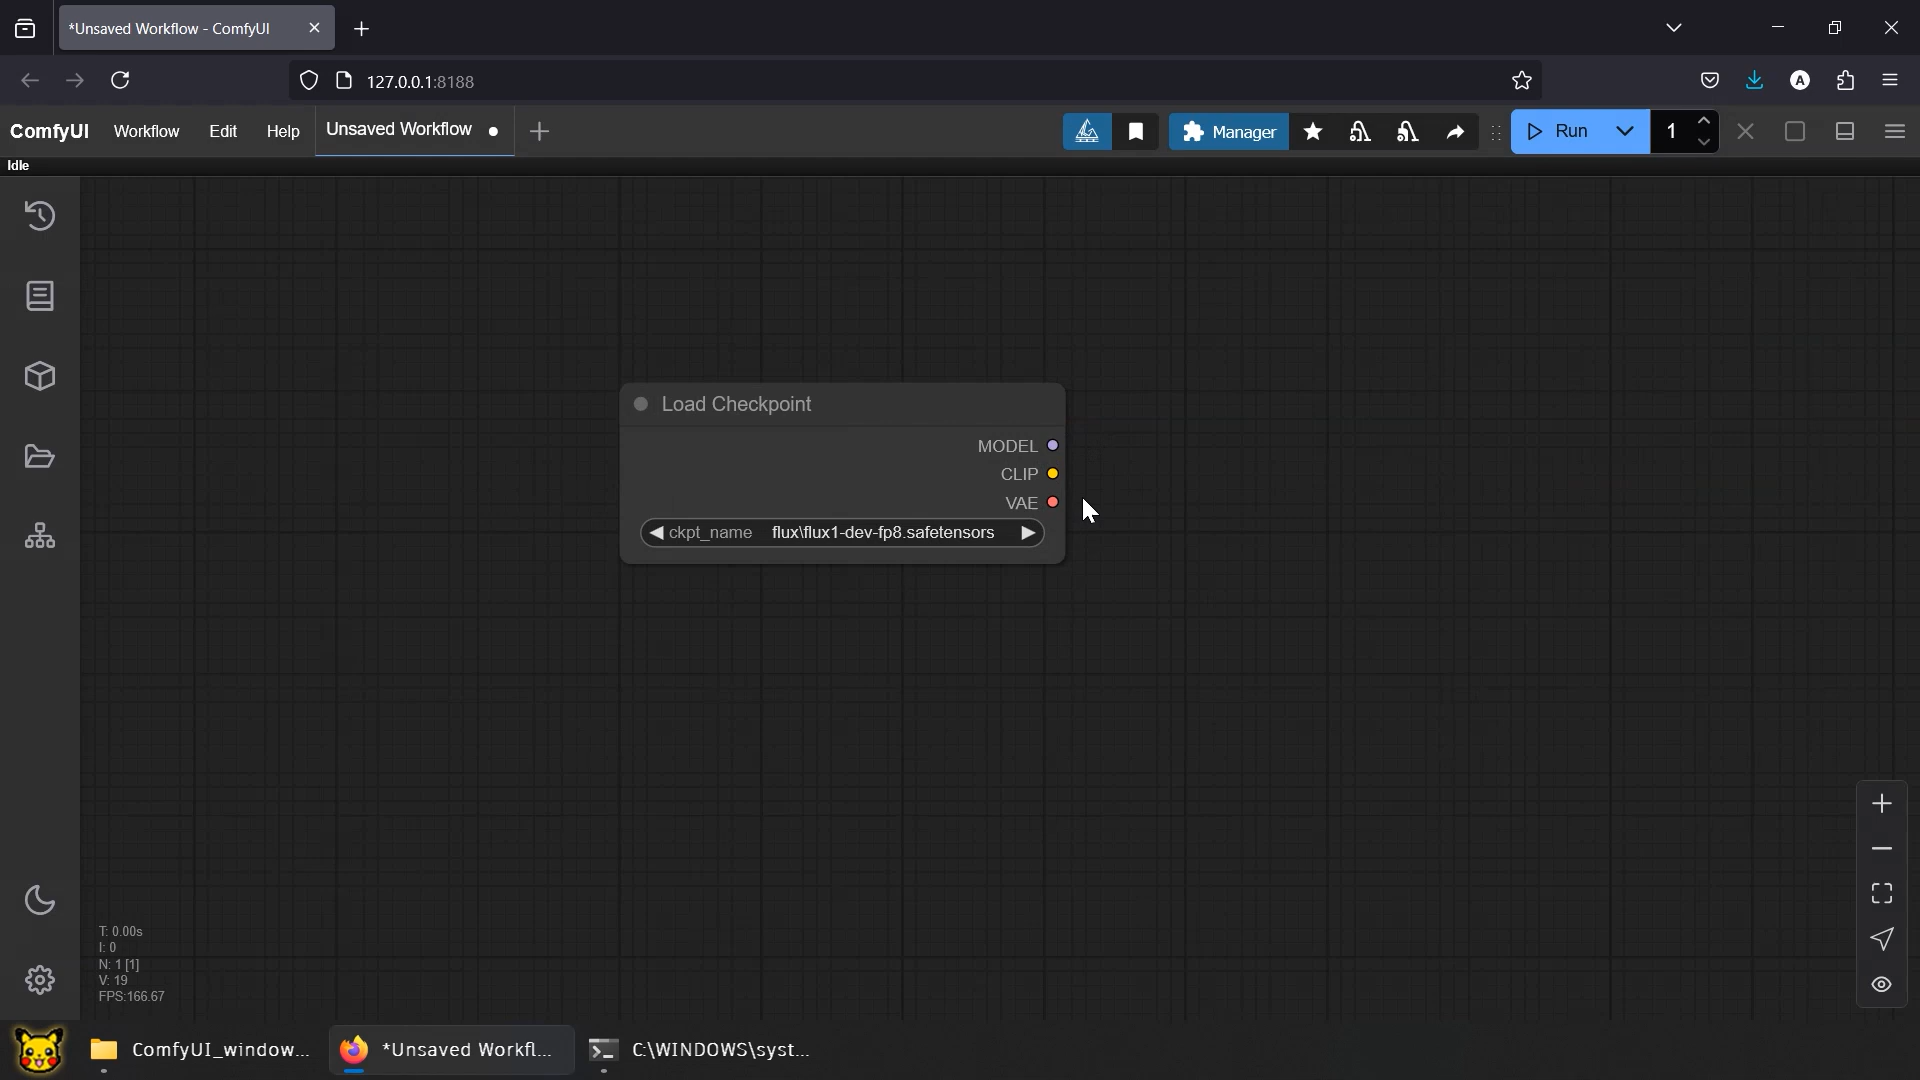 *Unsaved Workflow - ComfyUI
127.0.0.1:8188
ComfyUI Workflow Edit Help Unsaved Workflow Manager Run 1
Idle
Load Checkpoint
MODEL
CLIP
VAE
ckpt_name flux\flux1-dev-fp8.safetensors
T: 0.00s
I: 0
N: 1 [1]
V: 19
FPS:166.67
ComfyUI_window... *Unsaved Workfl... C:\WINDOWS\syst...
A